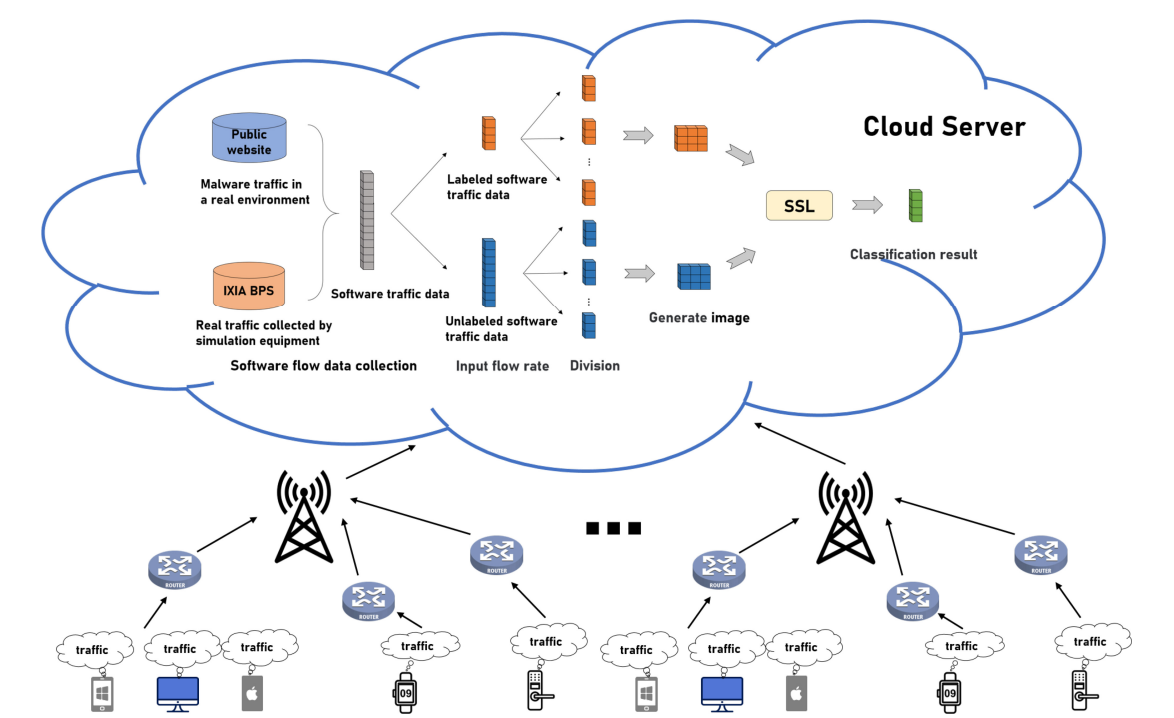 Cloud Server
Public
website
Malware traffic in
a real environment
IXIA BPS
Real traffic collected by
simulation equipment
Software flow data collection
Software traffic data
Labeled software
traffic data
Unlabeled software
traffic data
Input flow rate
Division
Generate image
SSL
Classification result
ROUTER
ROUTER
ROUTER
ROUTER
ROUTER
ROUTER
traffic
traffic
traffic
traffic
traffic
traffic
traffic
traffic
traffic
traffic
09
09